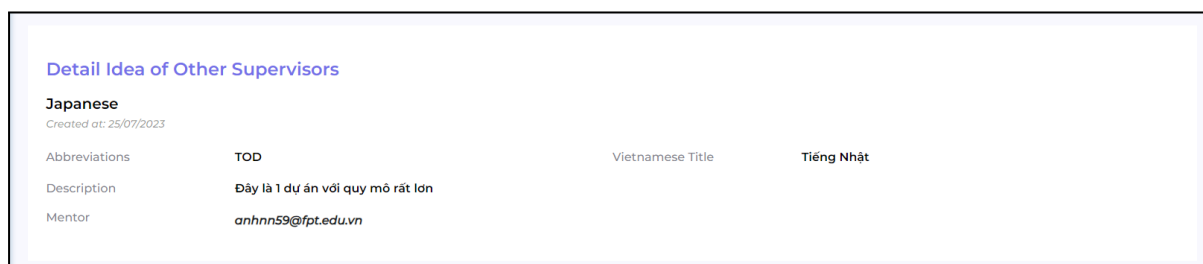 Detail Idea of Other Supervisors
Japanese
Created at: 25/07/2023
Abbreviations TOD Vietnamese Title Tiếng Nhật
Description Đây là 1 dự án với quy mô rất lơn
Mentor anhnn59@fpt.edu.vn